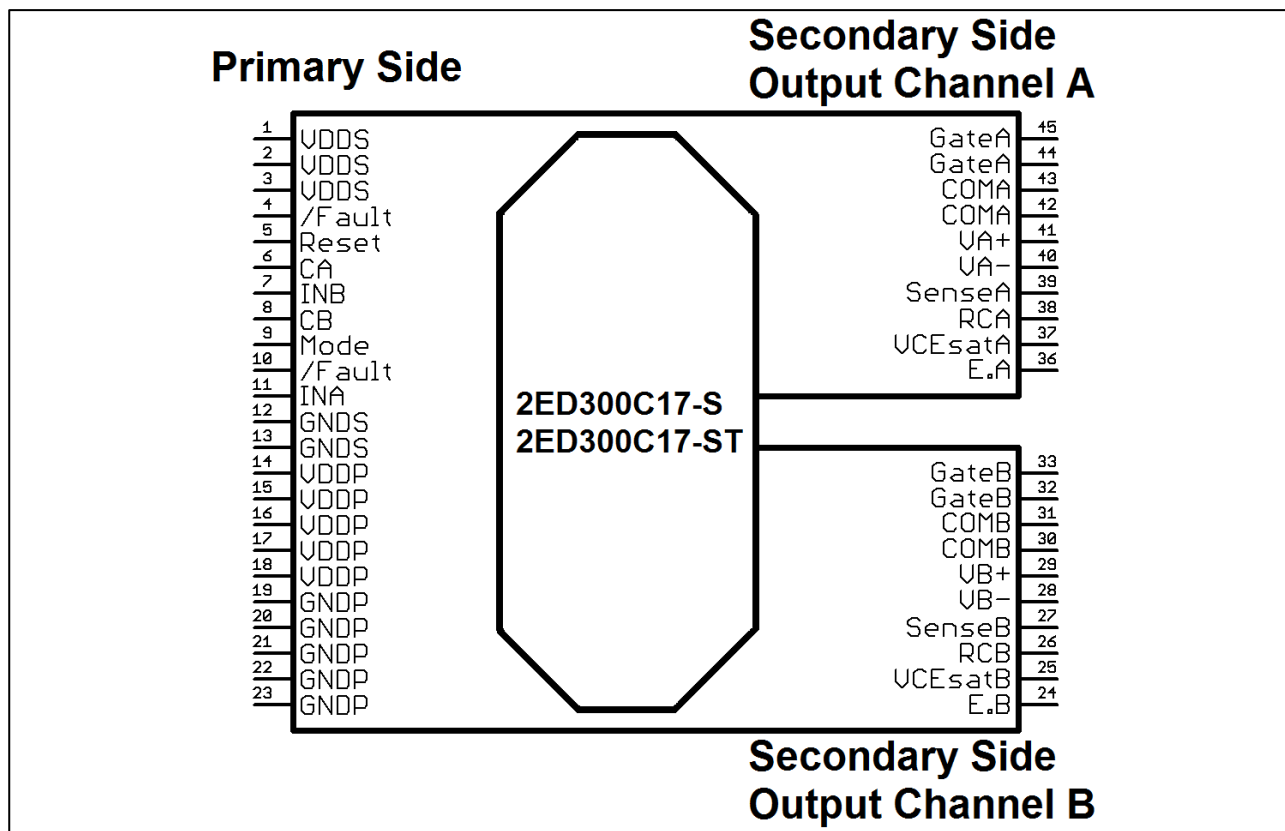 Primary Side
Secondary Side
Output Channel A
1 VDDS
2 VDDS
3 VDDS
4 /Fault
5 Reset
6 CA
7 INB
8 CB
9 Mode
10 /Fault
11 INA
12 GNDS
13 GNDS
14 VDDP
15 VDDP
16 VDDP
17 VDDP
18 VDDP
19 GNDP
20 GNDP
21 GNDP
22 GNDP
23 GNDP
2ED300C17-S
2ED300C17-ST
GateA 45
GateA 44
COMA 43
COMA 42
VA+ 41
VA- 40
SenseA 39
RCA 38
VCEsatA 37
E.A 36
GateB 33
GateB 32
COMB 31
COMB 30
VB+ 29
VB- 28
SenseB 27
RCB 26
VCEsatB 25
E.B 24
Secondary Side
Output Channel B